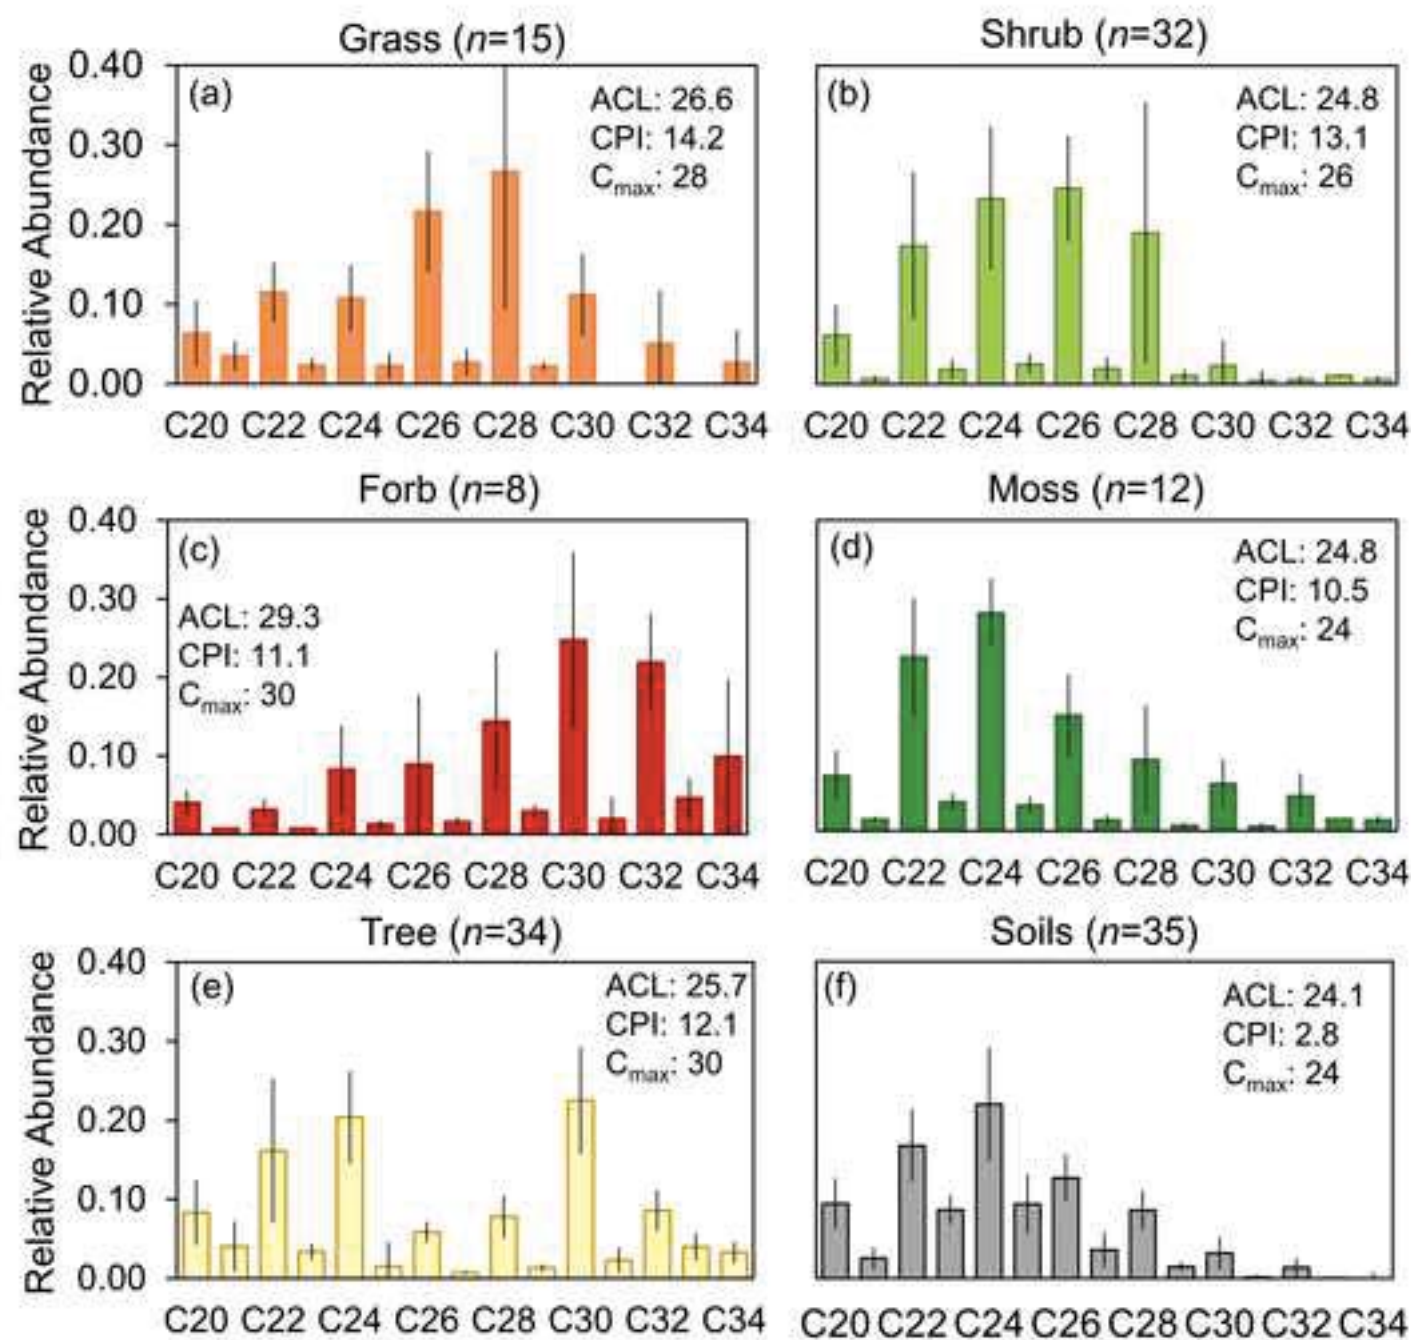 Grass (n=15)
Shrub (n=32)
Relative Abundance
0.40
0.30
0.20
0.10
0.00
(a)
ACL: 26.6
CPI: 14.2
Cmax: 28
C20 C22 C24 C26 C28 C30 C32 C34
(b)
ACL: 24.8
CPI: 13.1
Cmax: 26
C20 C22 C24 C26 C28 C30 C32 C34
Forb (n=8)
Moss (n=12)
Relative Abundance
0.40
0.30
0.20
0.10
0.00
(c)
ACL: 29.3
CPI: 11.1
Cmax: 30
C20 C22 C24 C26 C28 C30 C32 C34
(d)
ACL: 24.8
CPI: 10.5
Cmax: 24
C20 C22 C24 C26 C28 C30 C32 C34
Tree (n=34)
Soils (n=35)
Relative Abundance
0.40
0.30
0.20
0.10
0.00
(e)
ACL: 25.7
CPI: 12.1
Cmax: 30
C20 C22 C24 C26 C28 C30 C32 C34
(f)
ACL: 24.1
CPI: 2.8
Cmax: 24
C20 C22 C24 C26 C28 C30 C32 C34